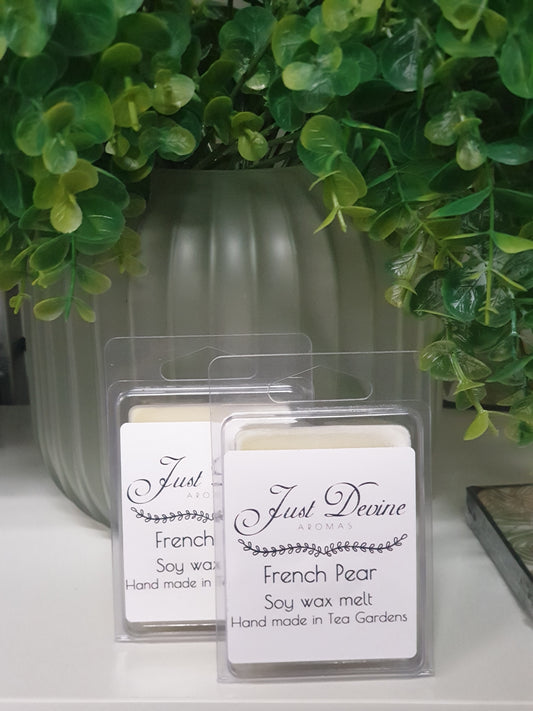 Just
ARO
French
Soy wax
Hand made in
Just Devine
AROMAS
French Pear
Soy wax melt
Hand made in Tea Gardens